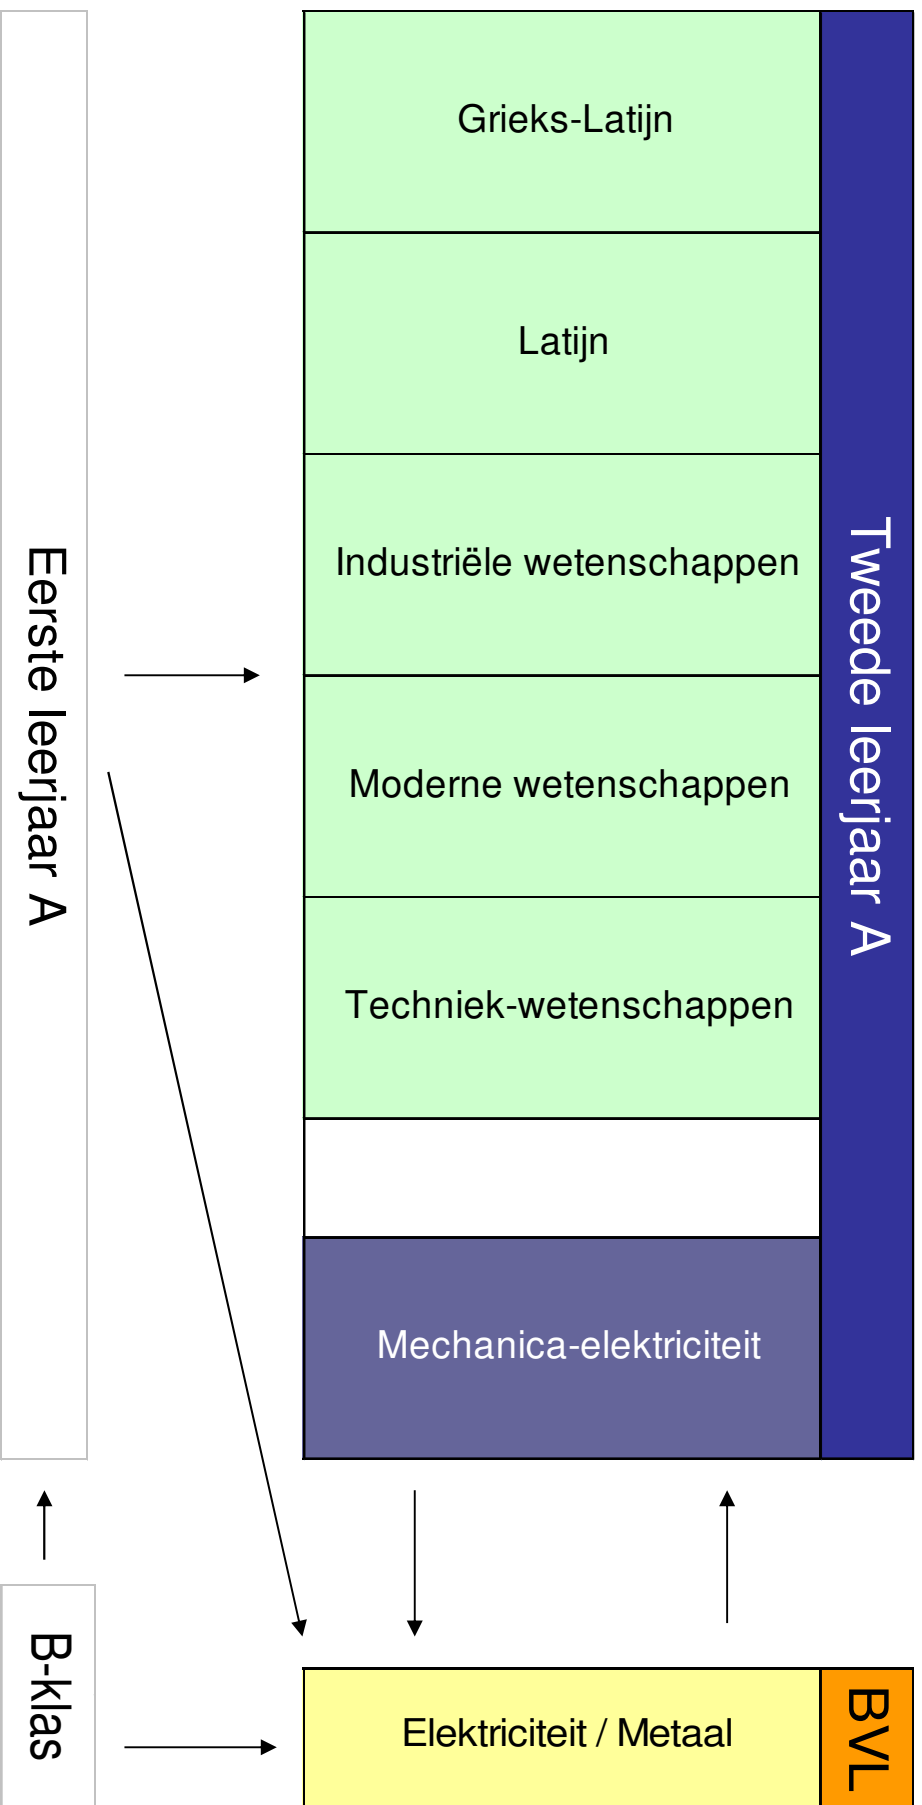 Eerste leerjaar A
Grieks-Latijn
Latijn
Industriële wetenschappen
Moderne wetenschappen
Techniek-wetenschappen
Mechanica-elektriciteit
Tweede leerjaar A
B-klas
Elektriciteit / Metaal
BVL